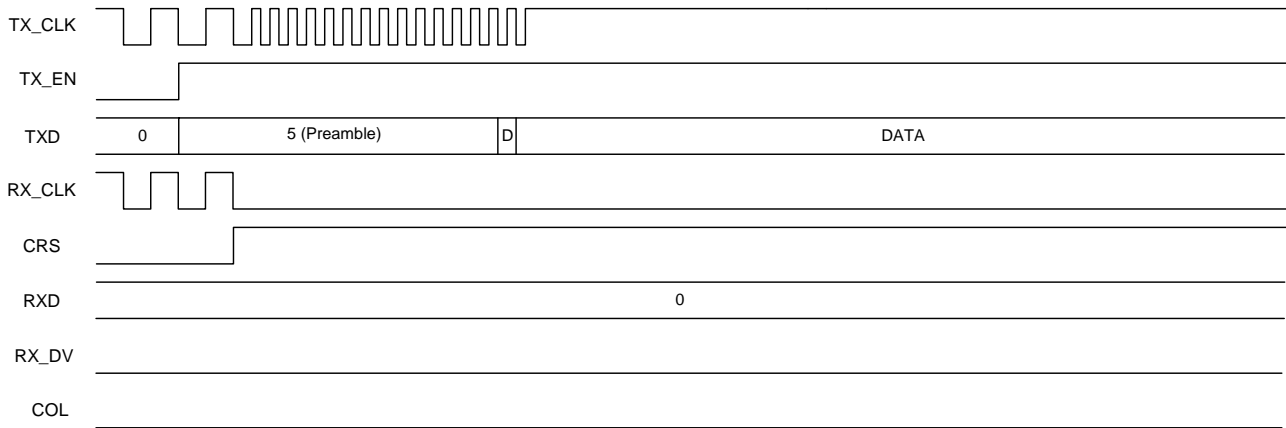 TX_CLK
TX_EN
TXD 0 5 (Preamble) D DATA
RX_CLK
CRS
RXD 0
RX_DV
COL